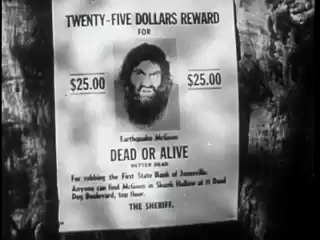 TWENTY-FIVE DOLLARS REWARD
FOR
$25.00
$25.00
Earthquake McGoon
DEAD OR ALIVE
BETTER DEAD
For robbing the First State Bank of Jonesville.
Anyone can find McGoon in Skunk Hollow at 11 Dead
Dog Boulevard, top floor.
THE SHERIFF.